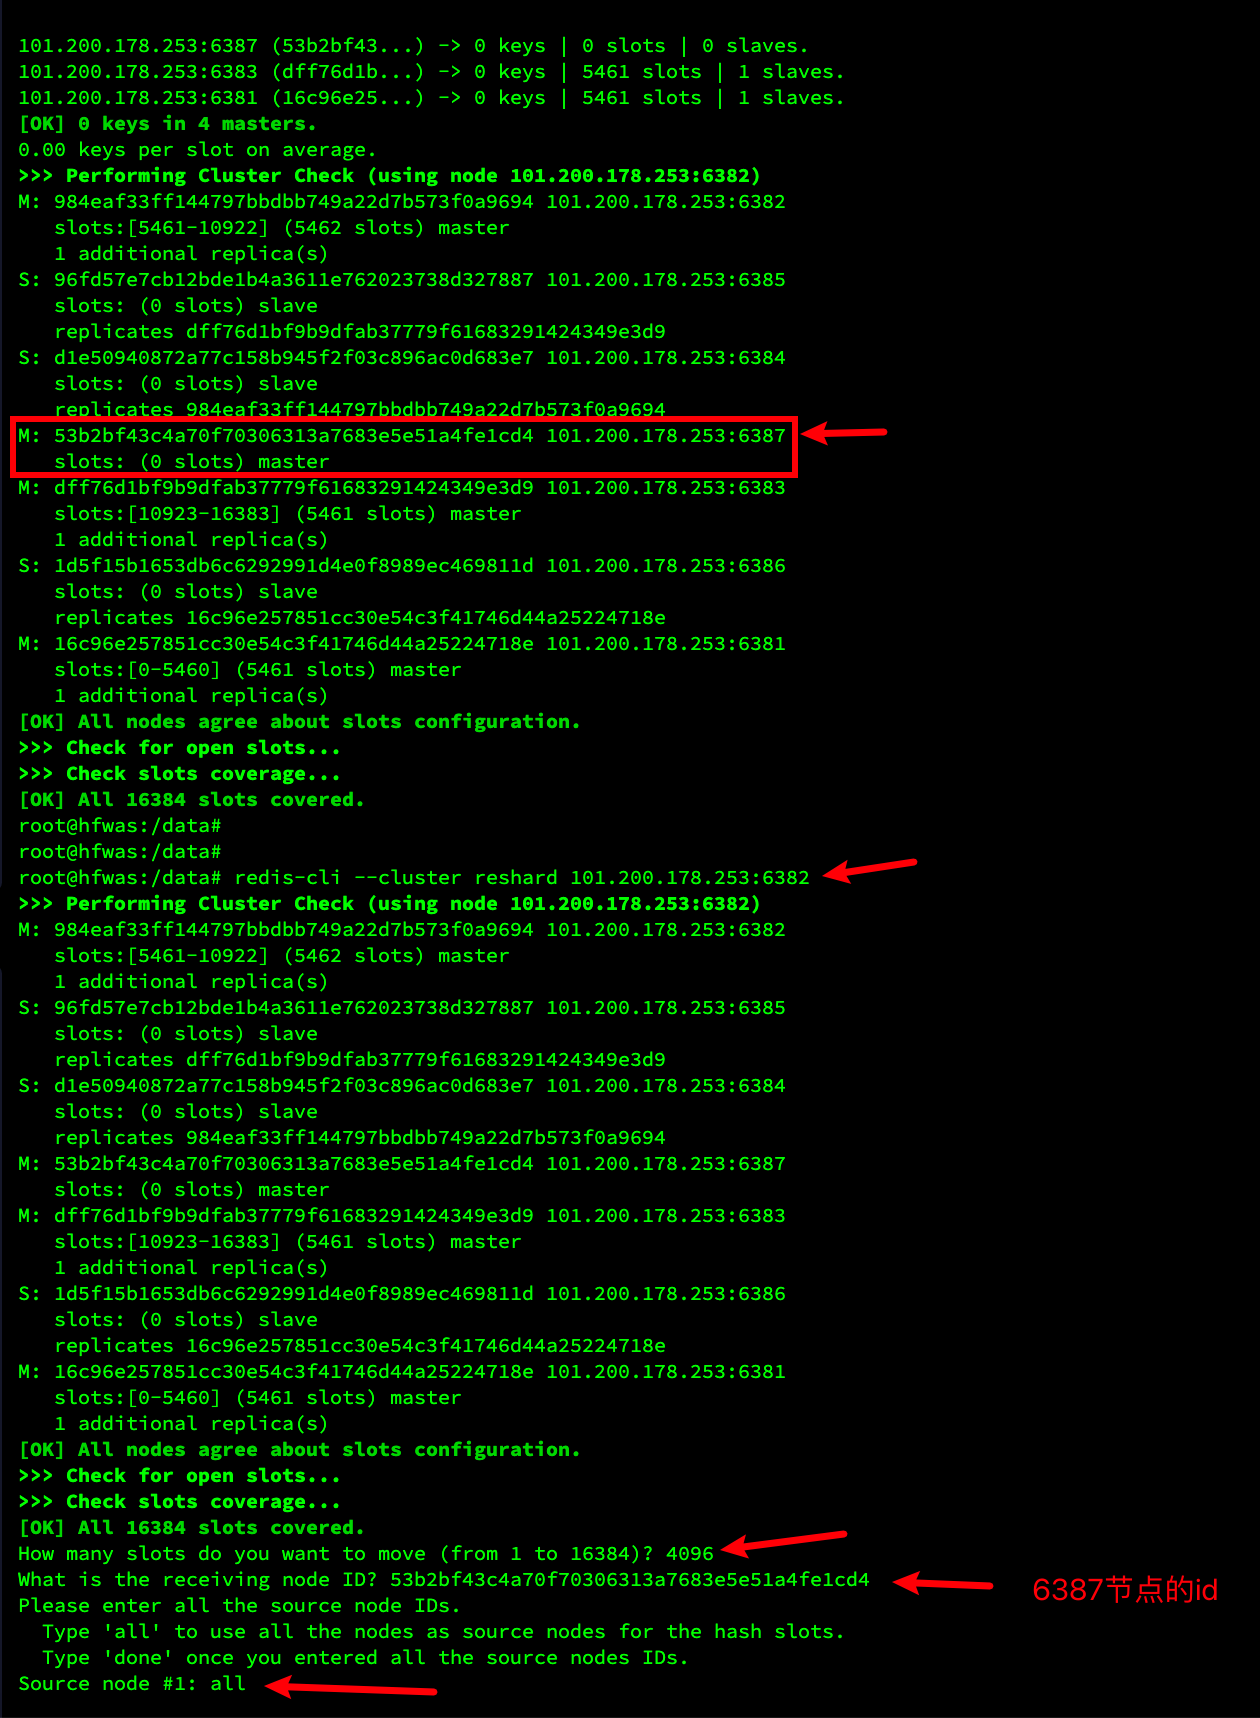 101.200.178.253:6387 (53b2bf43...) -> 0 keys | 0 slots | 0 slaves.
101.200.178.253:6383 (dff76d1b...) -> 0 keys | 5461 slots | 1 slaves.
101.200.178.253:6381 (16c96e25...) -> 0 keys | 5461 slots | 1 slaves.
[OK] 0 keys in 4 masters.
0.00 keys per slot on average.
>>> Performing Cluster Check (using node 101.200.178.253:6382)
M: 984eaf33ff144797bbdbb749a22d7b573f0a9694 101.200.178.253:6382
   slots:[5461-10922] (5462 slots) master
   1 additional replica(s)
S: 96fd57e7cb12bde1b4a3611e762023738d327887 101.200.178.253:6385
   slots: (0 slots) slave
   replicates dff76d1bf9b9dfab37779f61683291424349e3d9
S: d1e50940872a77c158b945f2f03c896ac0d683e7 101.200.178.253:6384
   slots: (0 slots) slave
   replicates 984eaf33ff144797bbdbb749a22d7b573f0a9694
M: 53b2bf43c4a70f70306313a7683e5e51a4fe1cd4 101.200.178.253:6387
   slots: (0 slots) master
M: dff76d1bf9b9dfab37779f61683291424349e3d9 101.200.178.253:6383
   slots:[10923-16383] (5461 slots) master
   1 additional replica(s)
S: 1d5f15b1653db6c6292991d4e0f8989ec469811d 101.200.178.253:6386
   slots: (0 slots) slave
   replicates 16c96e257851cc30e54c3f41746d44a25224718e
M: 16c96e257851cc30e54c3f41746d44a25224718e 101.200.178.253:6381
   slots:[0-5460] (5461 slots) master
   1 additional replica(s)
[OK] All nodes agree about slots configuration.
>>> Check for open slots...
>>> Check slots coverage...
[OK] All 16384 slots covered.
root@hfwas:/data#
root@hfwas:/data#
root@hfwas:/data# redis-cli --cluster reshard 101.200.178.253:6382
>>> Performing Cluster Check (using node 101.200.178.253:6382)
M: 984eaf33ff144797bbdbb749a22d7b573f0a9694 101.200.178.253:6382
   slots:[5461-10922] (5462 slots) master
   1 additional replica(s)
S: 96fd57e7cb12bde1b4a3611e762023738d327887 101.200.178.253:6385
   slots: (0 slots) slave
   replicates dff76d1bf9b9dfab37779f61683291424349e3d9
S: d1e50940872a77c158b945f2f03c896ac0d683e7 101.200.178.253:6384
   slots: (0 slots) slave
   replicates 984eaf33ff144797bbdbb749a22d7b573f0a9694
M: 53b2bf43c4a70f70306313a7683e5e51a4fe1cd4 101.200.178.253:6387
   slots: (0 slots) master
M: dff76d1bf9b9dfab37779f61683291424349e3d9 101.200.178.253:6383
   slots:[10923-16383] (5461 slots) master
   1 additional replica(s)
S: 1d5f15b1653db6c6292991d4e0f8989ec469811d 101.200.178.253:6386
   slots: (0 slots) slave
   replicates 16c96e257851cc30e54c3f41746d44a25224718e
M: 16c96e257851cc30e54c3f41746d44a25224718e 101.200.178.253:6381
   slots:[0-5460] (5461 slots) master
   1 additional replica(s)
[OK] All nodes agree about slots configuration.
>>> Check for open slots...
>>> Check slots coverage...
[OK] All 16384 slots covered.
How many slots do you want to move (from 1 to 16384)? 4096
What is the receiving node ID? 53b2bf43c4a70f70306313a7683e5e51a4fe1cd4
6387节点的id
Please enter all the source node IDs.
  Type 'all' to use all the nodes as source nodes for the hash slots.
  Type 'done' once you entered all the source nodes IDs.
Source node #1: all